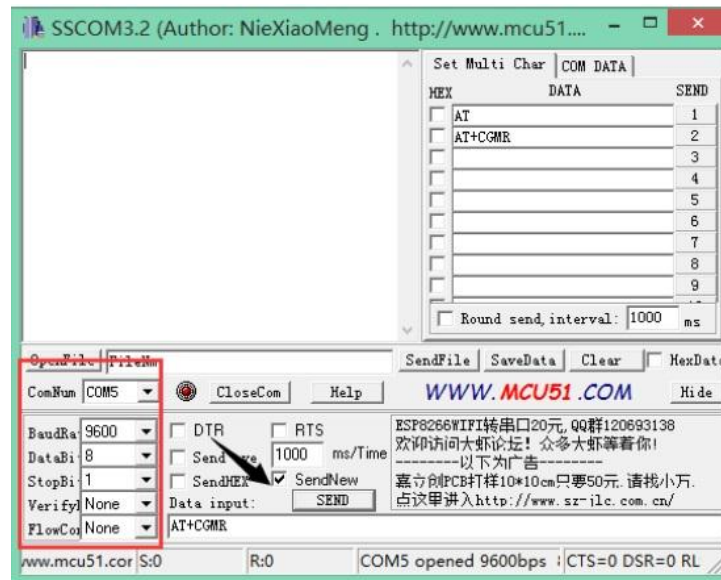 SSCOM3.2 (Author: NieXiaoMeng .  http://www.mcu51....
Set Multi Char
COM DATA
HEX DATA SEND
AT 1
AT+CGMR 2
3
4
5
6
7
8
9
Round send,interval: 1000 ms
OpenFile FileNm SendFile SaveData Clear HexData
ComNum COM5 CloseCom Help WWW.MCU51.COM Hide
BaudRa 9600 DTR RTS
DataBi 8 Send 1000 ms/Time
StopBi 1 SendHEX SendNew
Verify None Data input: SEND
FlowCo None AT+CGMR
ESP8266WIFI转串口20元,QQ群120693138
欢迎访问大虾论坛! 众多大虾等着你!
--------以下为广告--------
嘉立创PCB打样10*10cm只要50元.请找小万.
点这里进入http://www.sz-jlc.com.cn/
www.mcu51.cor S:0 R:0 COM5 opened 9600bps CTS=0 DSR=0 RL